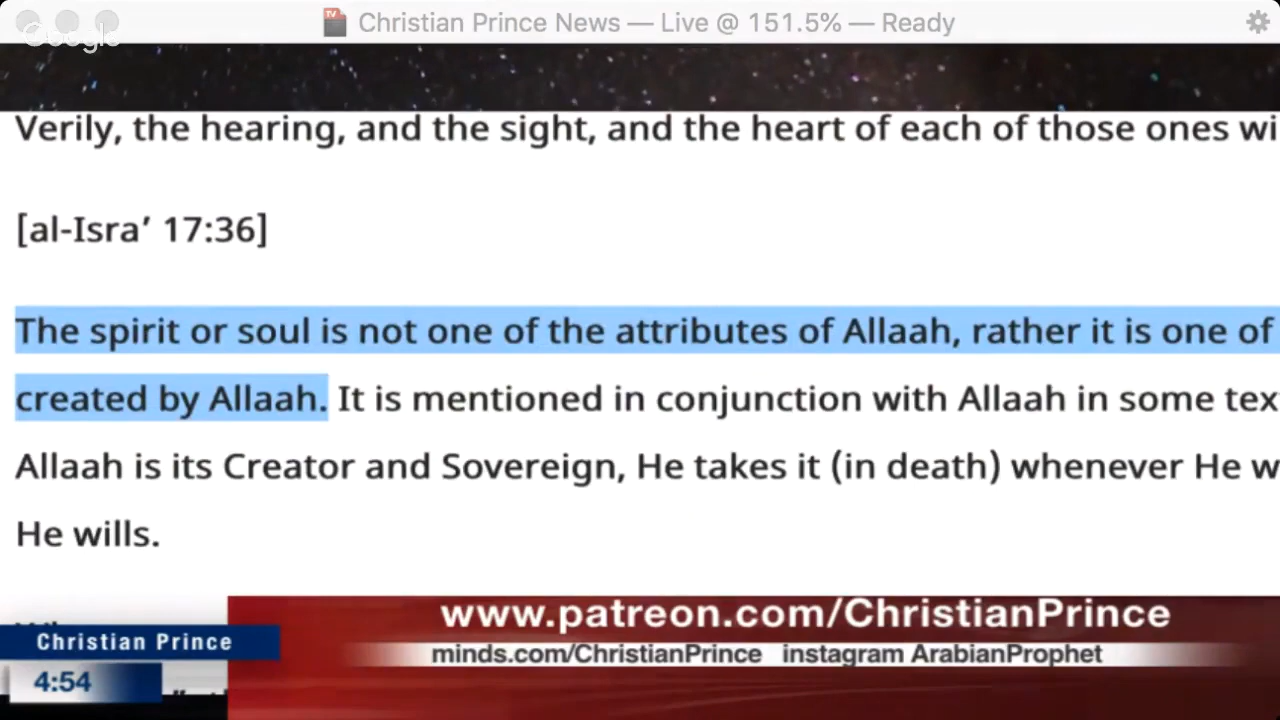 Christian Prince News — Live @ 151.5% — Ready
Google
Verily, the hearing, and the sight, and the heart of each of those ones wi
[al-Isra’ 17:36]
The spirit or soul is not one of the attributes of Allaah, rather it is one of
created by Allaah. It is mentioned in conjunction with Allaah in some tex
Allaah is its Creator and Sovereign, He takes it (in death) whenever He w
He wills.
www.patreon.com/ChristianPrince
Christian Prince
minds.com/ChristianPrince instagram ArabianProphet
4:54